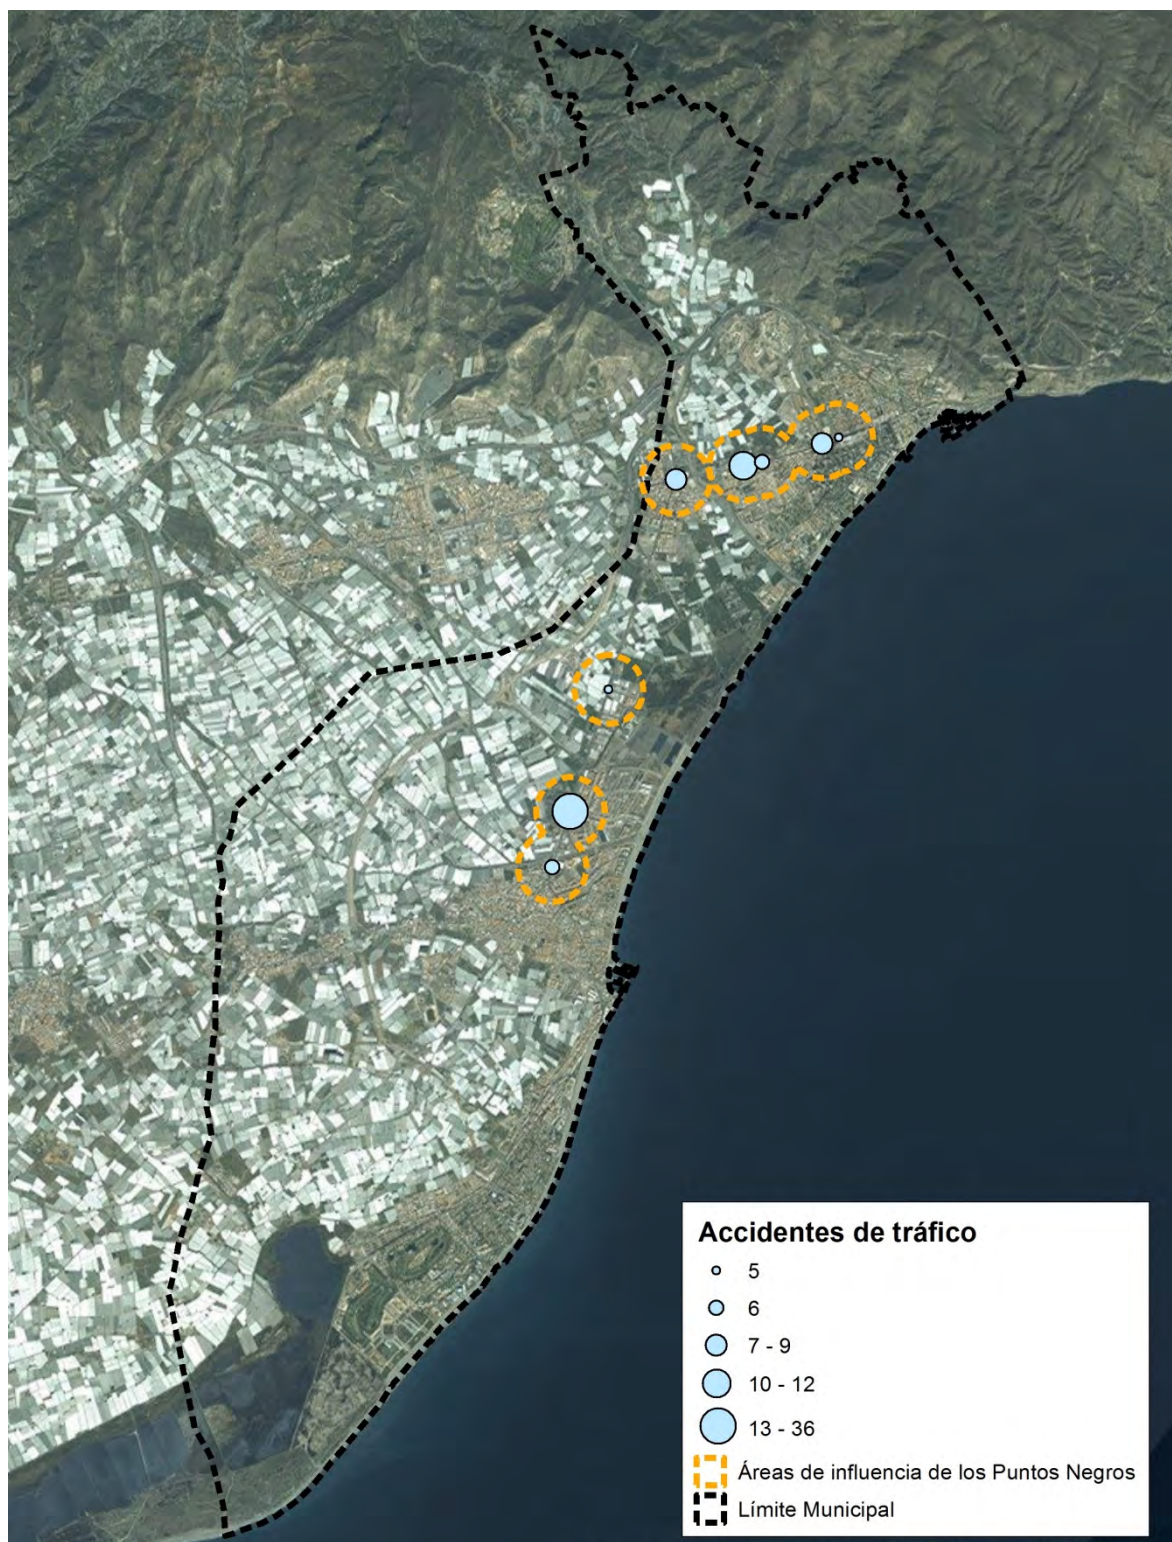 Accidentes de tráfico
5
6
7 - 9
10 - 12
13 - 36
Áreas de influencia de los Puntos Negros
Límite Municipal